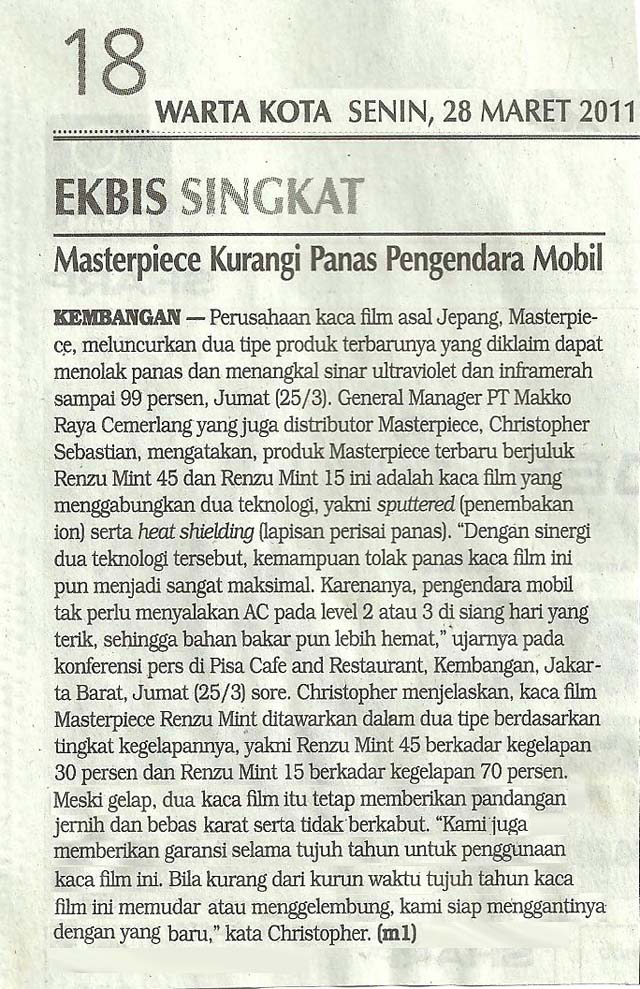 18
WARTA KOTA SENIN, 28 MARET 2011
EKBIS SINGKAT
Masterpiece Kurangi Panas Pengendara Mobil
KEMBANGAN — Perusahaan kaca film asal Jepang, Masterpie-
ce, meluncurkan dua tipe produk terbarunya yang diklaim dapat
menolak panas dan menangkal sinar ultraviolet dan inframerah
sampai 99 persen, Jumat (25/3). General Manager PT Makko
Raya Cemerlang yang juga distributor Masterpiece, Christopher
Sebastian, mengatakan, produk Masterpiece terbaru berjuluk
Renzu Mint 45 dan Renzu Mint 15 ini adalah kaca film yang
menggabungkan dua teknologi, yakni sputtered (penembakan
ion) serta heat shielding (lapisan perisai panas). “Dengan sinergi
dua teknologi tersebut, kemampuan tolak panas kaca film ini
pun menjadi sangat maksimal. Karenanya, pengendara mobil
tak perlu menyalakan AC pada level 2 atau 3 di siang hari yang
terik, sehingga bahan bakar pun lebih hemat,” ujarnya pada
konferensi pers di Pisa Cafe and Restaurant, Kembangan, Jakar-
ta Barat, Jumat (25/3) sore. Christopher menjelaskan, kaca film
Masterpiece Renzu Mint ditawarkan dalam dua tipe berdasarkan
tingkat kegelapannya, yakni Renzu Mint 45 berkadar kegelapan
30 persen dan Renzu Mint 15 berkadar kegelapan 70 persen.
Meski gelap, dua kaca film itu tetap memberikan pandangan
jernih dan bebas karat serta tidak berkabut. “Kami juga
memberikan garansi selama tujuh tahun untuk penggunaan
kaca film ini. Bila kurang dari kurun waktu tujuh tahun kaca
film ini memudar atau menggelembung, kami siap menggantinya
dengan yang baru,” kata Christopher. (m1)